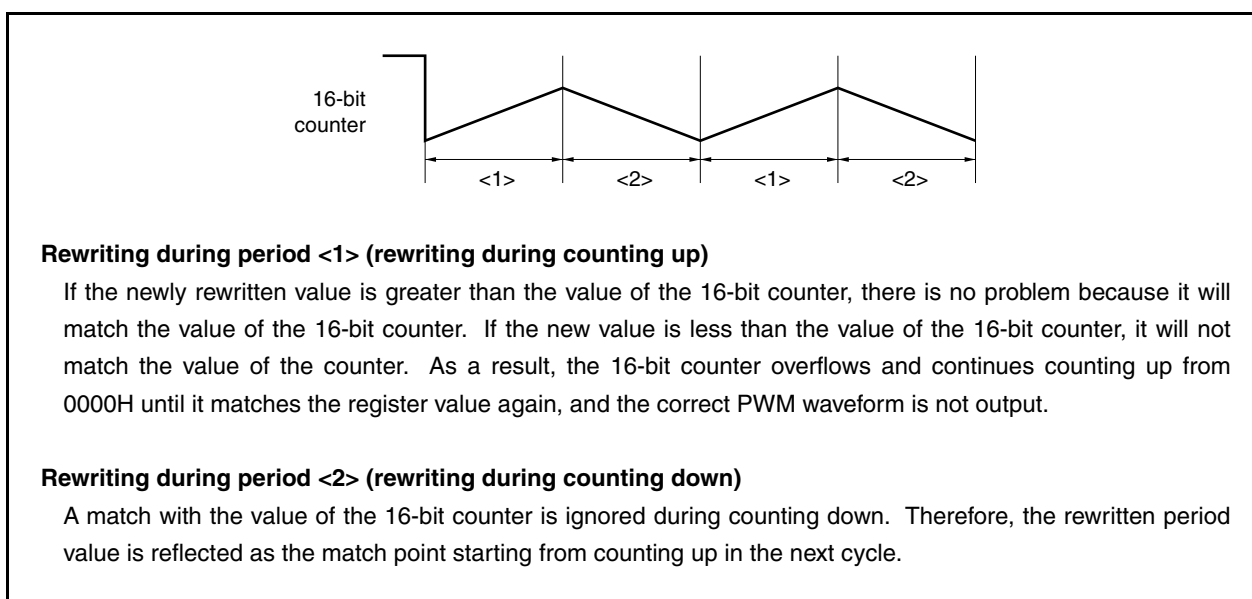 16-bit
counter
<1> <2> <1> <2>
Rewriting during period <1> (rewriting during counting up)
If the newly rewritten value is greater than the value of the 16-bit counter, there is no problem because it will
match the value of the 16-bit counter. If the new value is less than the value of the 16-bit counter, it will not
match the value of the counter. As a result, the 16-bit counter overflows and continues counting up from
0000H until it matches the register value again, and the correct PWM waveform is not output.
Rewriting during period <2> (rewriting during counting down)
A match with the value of the 16-bit counter is ignored during counting down. Therefore, the rewritten period
value is reflected as the match point starting from counting up in the next cycle.